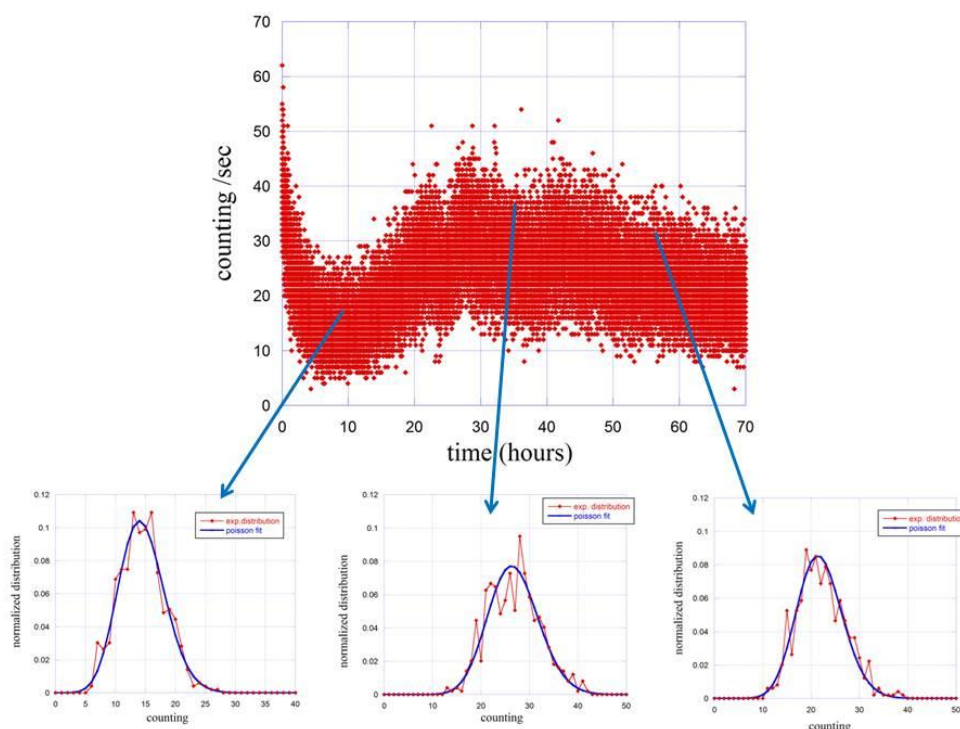 70
60
50
40
30
20
10
0
counting /sec
0 10 20 30 40 50 60 70
time (hours)
0.12
0.1
0.08
0.06
0.04
0.02
0
normalized distribution
exp.distribution
poisson fit
0 5 10 15 20 25 30 35 40
counting
0.12
0.1
0.08
0.06
0.04
0.02
0
normalized distribution
exp. distribution
poisson fit
0 10 20 30 40 50
counting
0.12
0.1
0.08
0.06
0.04
0.02
0
normalized distribution
exp. distribution
poisson fit
0 10 20 30 40 50
counting